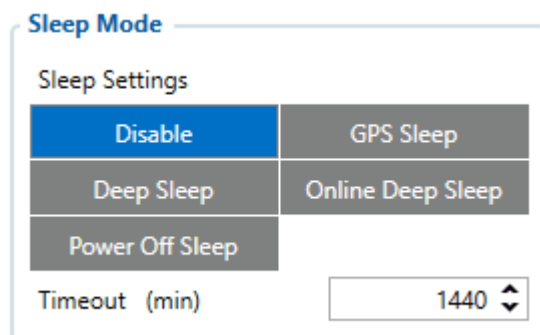 Sleep Mode
Sleep Settings
Disable GPS Sleep
Deep Sleep Online Deep Sleep
Power Off Sleep
Timeout (min) 1440